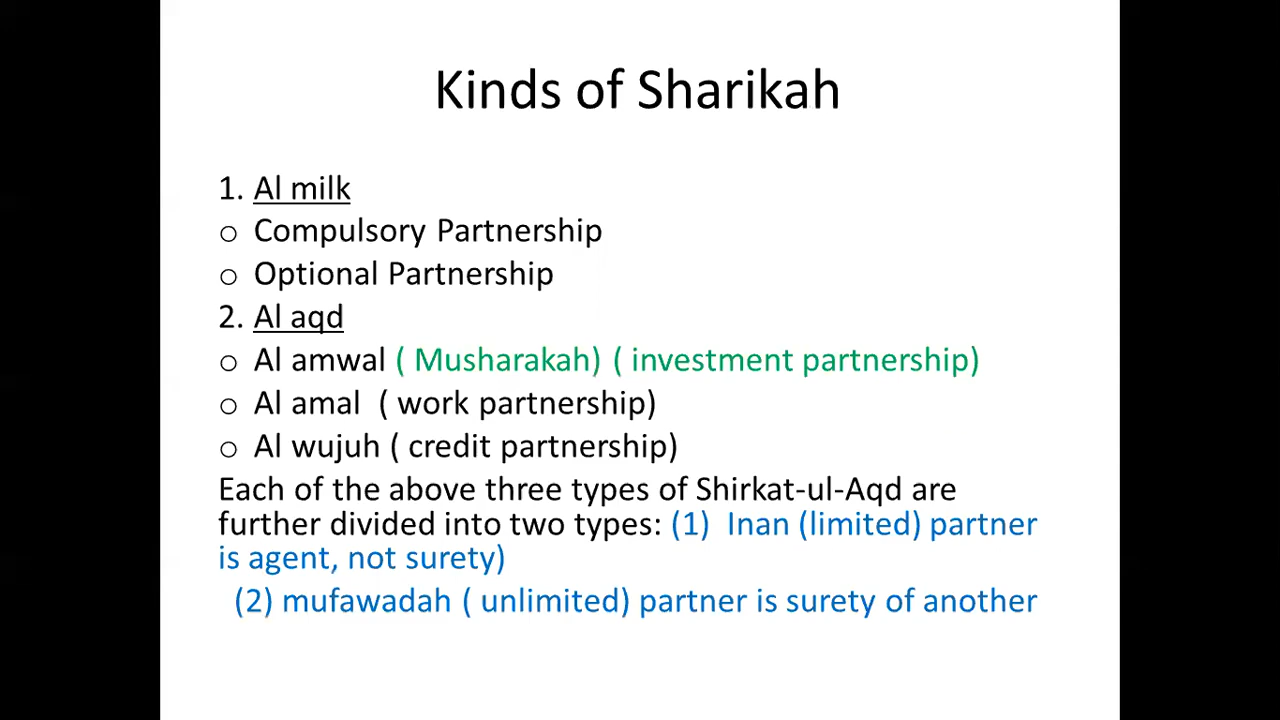 Kinds of Sharikah
1. Al milk
o Compulsory Partnership
o Optional Partnership
2. Al aqd
o Al amwal ( Musharakah) ( investment partnership)
o Al amal ( work partnership)
o Al wujuh ( credit partnership)
Each of the above three types of Shirkat-ul-Aqd are
further divided into two types: (1) Inan (limited) partner
is agent, not surety)
(2) mufawadah ( unlimited) partner is surety of another